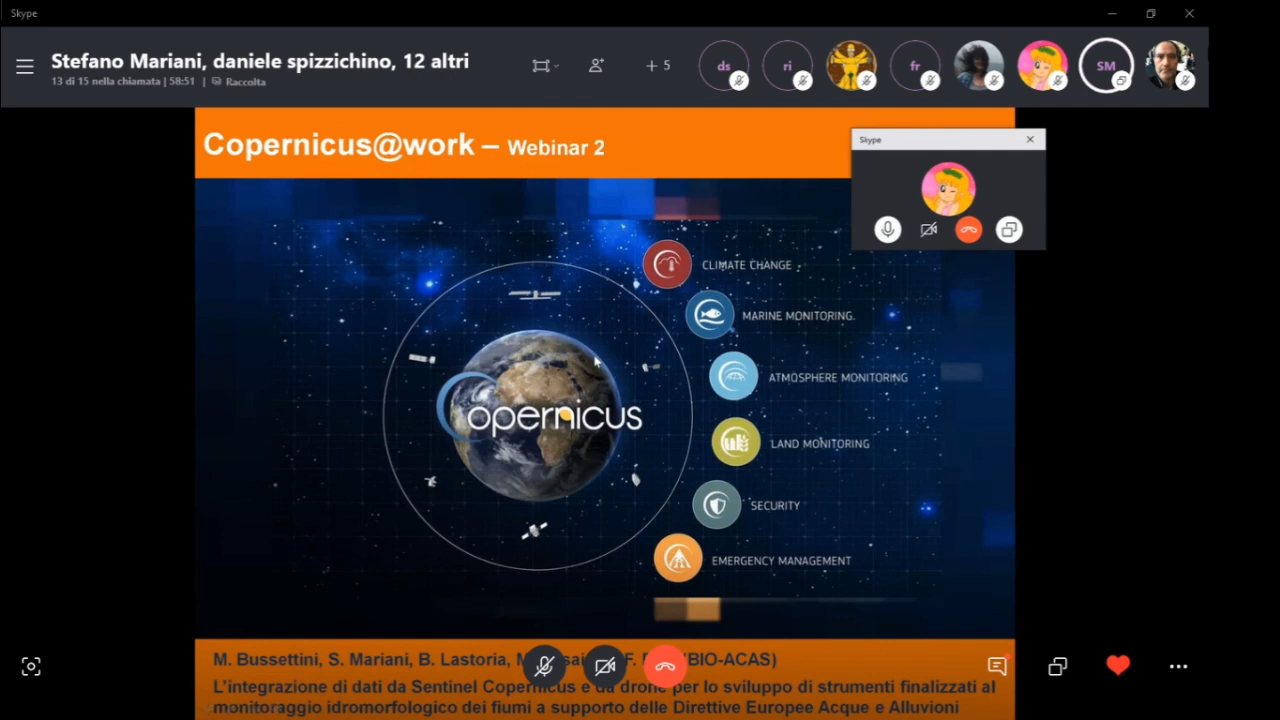 Skype
Stefano Mariani, daniele spizzichino, 12 altri
13 di 15 nella chiamata | 58:51 | Raccolta
+ 5
ds
ri
fr
SM
Copernicus@work – Webinar 2
Skype
CLIMATE CHANGE
MARINE MONITORING
ATMOSPHERE MONITORING
opernicus
LAND MONITORING
SECURITY
EMERGENCY MANAGEMENT
M. Bussettini, S. Mariani, B. Lastoria, F. (BIO-ACAS)
L'integrazione di dati da Sentinel Copernicus e da drone per lo sviluppo di strumenti finalizzati al
monitoraggio idromorfologico dei fiumi a supporto delle Direttive Europee Acque e Alluvioni